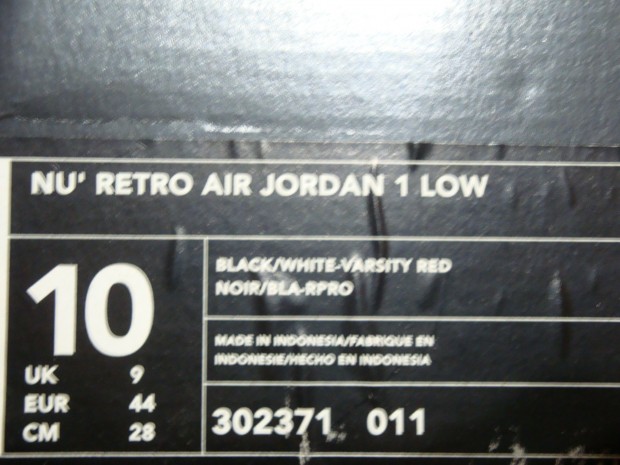 NU' RETRO AIR JORDAN 1 LOW
10
UK 9
EUR 44
CM 28
BLACK/WHITE-VARSITY RED
NOIR/BLA-RPRO
MADE IN INDONESIA/FABRIQUE EN
INDONESIE/HECHO EN INDONESIA
302371 011